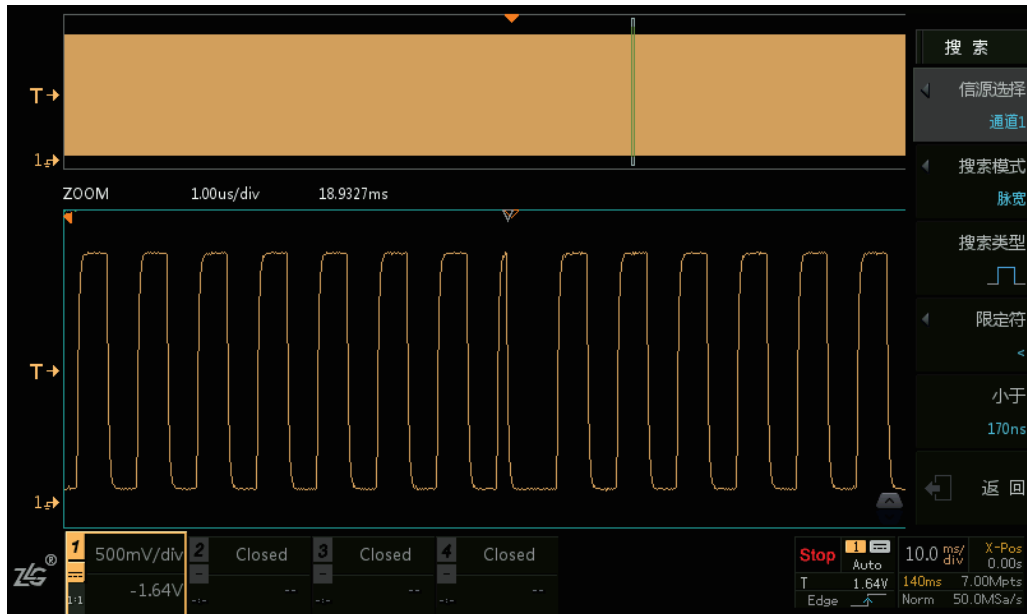 搜 索
T
信源选择
通道1
1
搜索模式
脉宽
ZOOM 1.00us/div 18.9327ms
搜索类型
限定符
<
T
小于
170ns
返 回
1
1 500mV/div 2 Closed 3 Closed 4 Closed
-1.64V -- -- --
1:1 -:- -:- -:-
ZLG®
Stop 1 Auto 10.0 ms/div X-Pos 0.00s
T 1.64V 140ms 7.00Mpts
Edge Norm 50.0MSa/s